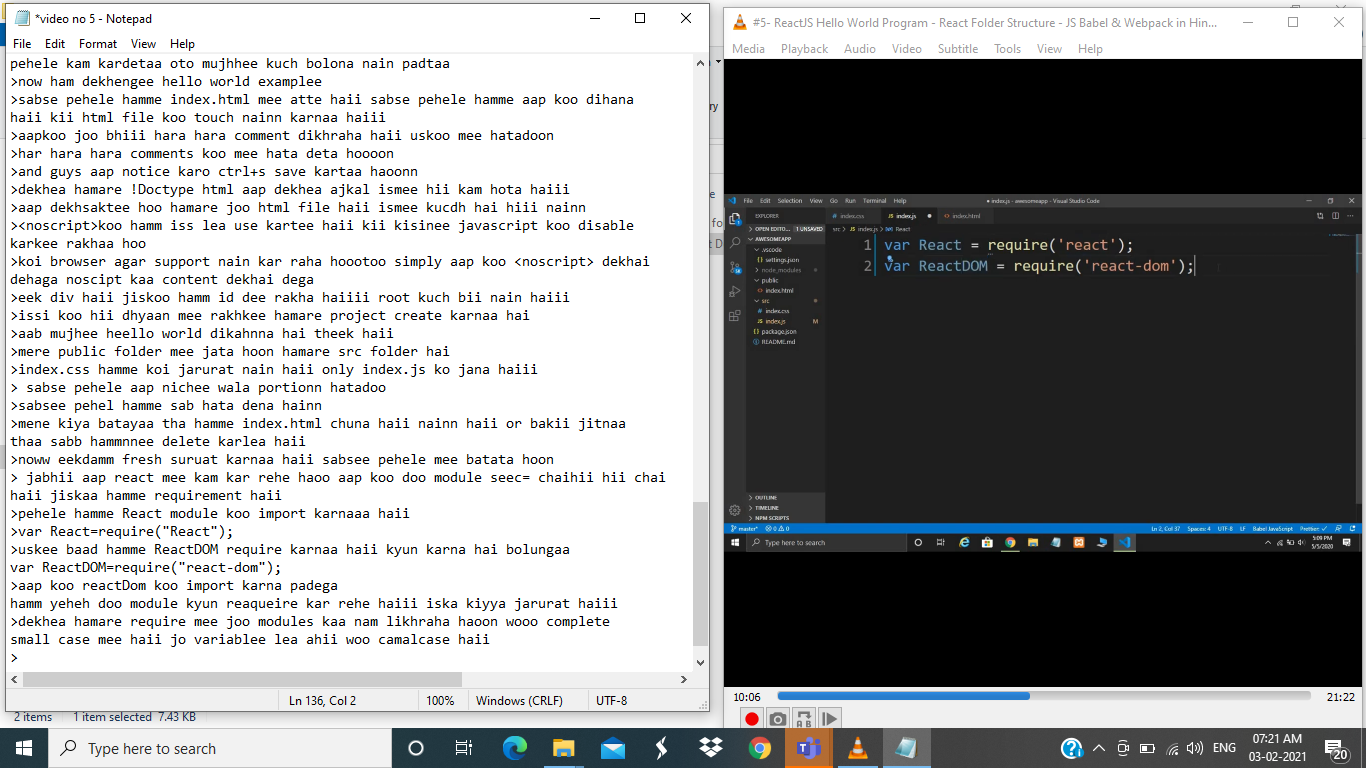 *video no 5 - Notepad
File Edit Format View Help
pehele kam kardetaa oto mujhhee kuch bolona nain padtaa
>now ham dekhengee hello world examplee
>sabse pehele hamme index.html mee atte haii sabse pehele hamme aap koo dihana
haii kii html file koo touch nainn karnaa haiii
>aapkoo joo bhiii hara hara comment dikhraha haii uskoo mee hatadoon
>har hara hara comments koo mee hata deta hoooon
>and guys aap notice karo ctrl+s save kartaa haoonn
>dekhea hamare !Doctype html aap dekhea ajkal ismee hii kam hota haiii
>aap dekhsaktee hoo hamare joo html file haii ismee kucdh hai hiii nainn
><noscript>koo hamm iss lea use kartee haii kii kisinee javascript koo disable
karkee rakhaa hoo
>koi browser agar support nain kar raha hoootoo simply aap koo <noscript> dekhai
dehaga noscipt kaa content dekhai dega
>eek div haii jiskoo hamm id dee rakha haiiii root kuch bii nain haiii
>issi koo hii dhyaan mee rakhkee hamare project create karnaa hai
>aab mujhee heello world dikahnna hai theek haii
>mere public folder mee jata hoon hamare src folder hai
>index.css hamme koi jarurat nain haii only index.js ko jana haiii
> sabse pehele aap nichee wala portionn hatadoo
>sabsee pehel hamme sab hata dena hainn
>mene kiya batayaa tha hamme index.html chuna haii nainn haii or bakii jitnaa
thaa sabb hammnnee delete karlea haii
>noww eekdamm fresh suruat karnaa haii sabsee pehele mee batata hoon
> jabhii aap react mee kam kar rehe haoo aap koo doo module seec= chaihii hii chai
haii jiskaa hamme requirement haii
>pehele hamme React module koo import karnaaa haii
>var React=require("React");
>uskee baad hamme ReactDOM require karnaa haii kyun karna hai bolungaa
var ReactDOM=require("react-dom");
>aap koo reactDom koo import karna padega
hamm yeheh doo module kyun reaqueire kar rehe haiii iska kiyya jarurat haiii
>dekhea hamare require mee joo modules kaa nam likhraha haoon wooo complete
small case mee haii jo variablee lea ahii woo camalcase haii
>
Ln 136, Col 2 100% Windows (CRLF) UTF-8
2 items 1 item selected 7.43 KB
#5- ReactJS Hello World Program - React Folder Structure - JS Babel & Webpack in Hin...
Media Playback Audio Video Subtitle Tools View Help
File Edit Selection View Go Run Terminal Help ● index.js - awesomeapp - Visual Studio Code
EXPLORER
index.css index.js index.html
OPEN EDITO... 1 UNSAVED
src > index.js > React
AWESOMEAPP
.vscode
settings.json
node_modules
public
index.html
src
index.css
index.js M
package.json
README.md
1 var React = require('react');
2 var ReactDOM = require('react-dom');
OUTLINE
TIMELINE
NPM SCRIPTS
master* 0 0 Ln 2, Col 37 Spaces: 4 UTF-8 LF Babel JavaScript Prettier: ✓
Type here to search
5:09 PM
5/5/2020
10:06 21:22
Type here to search
ENG
07:21 AM
03-02-2021
20